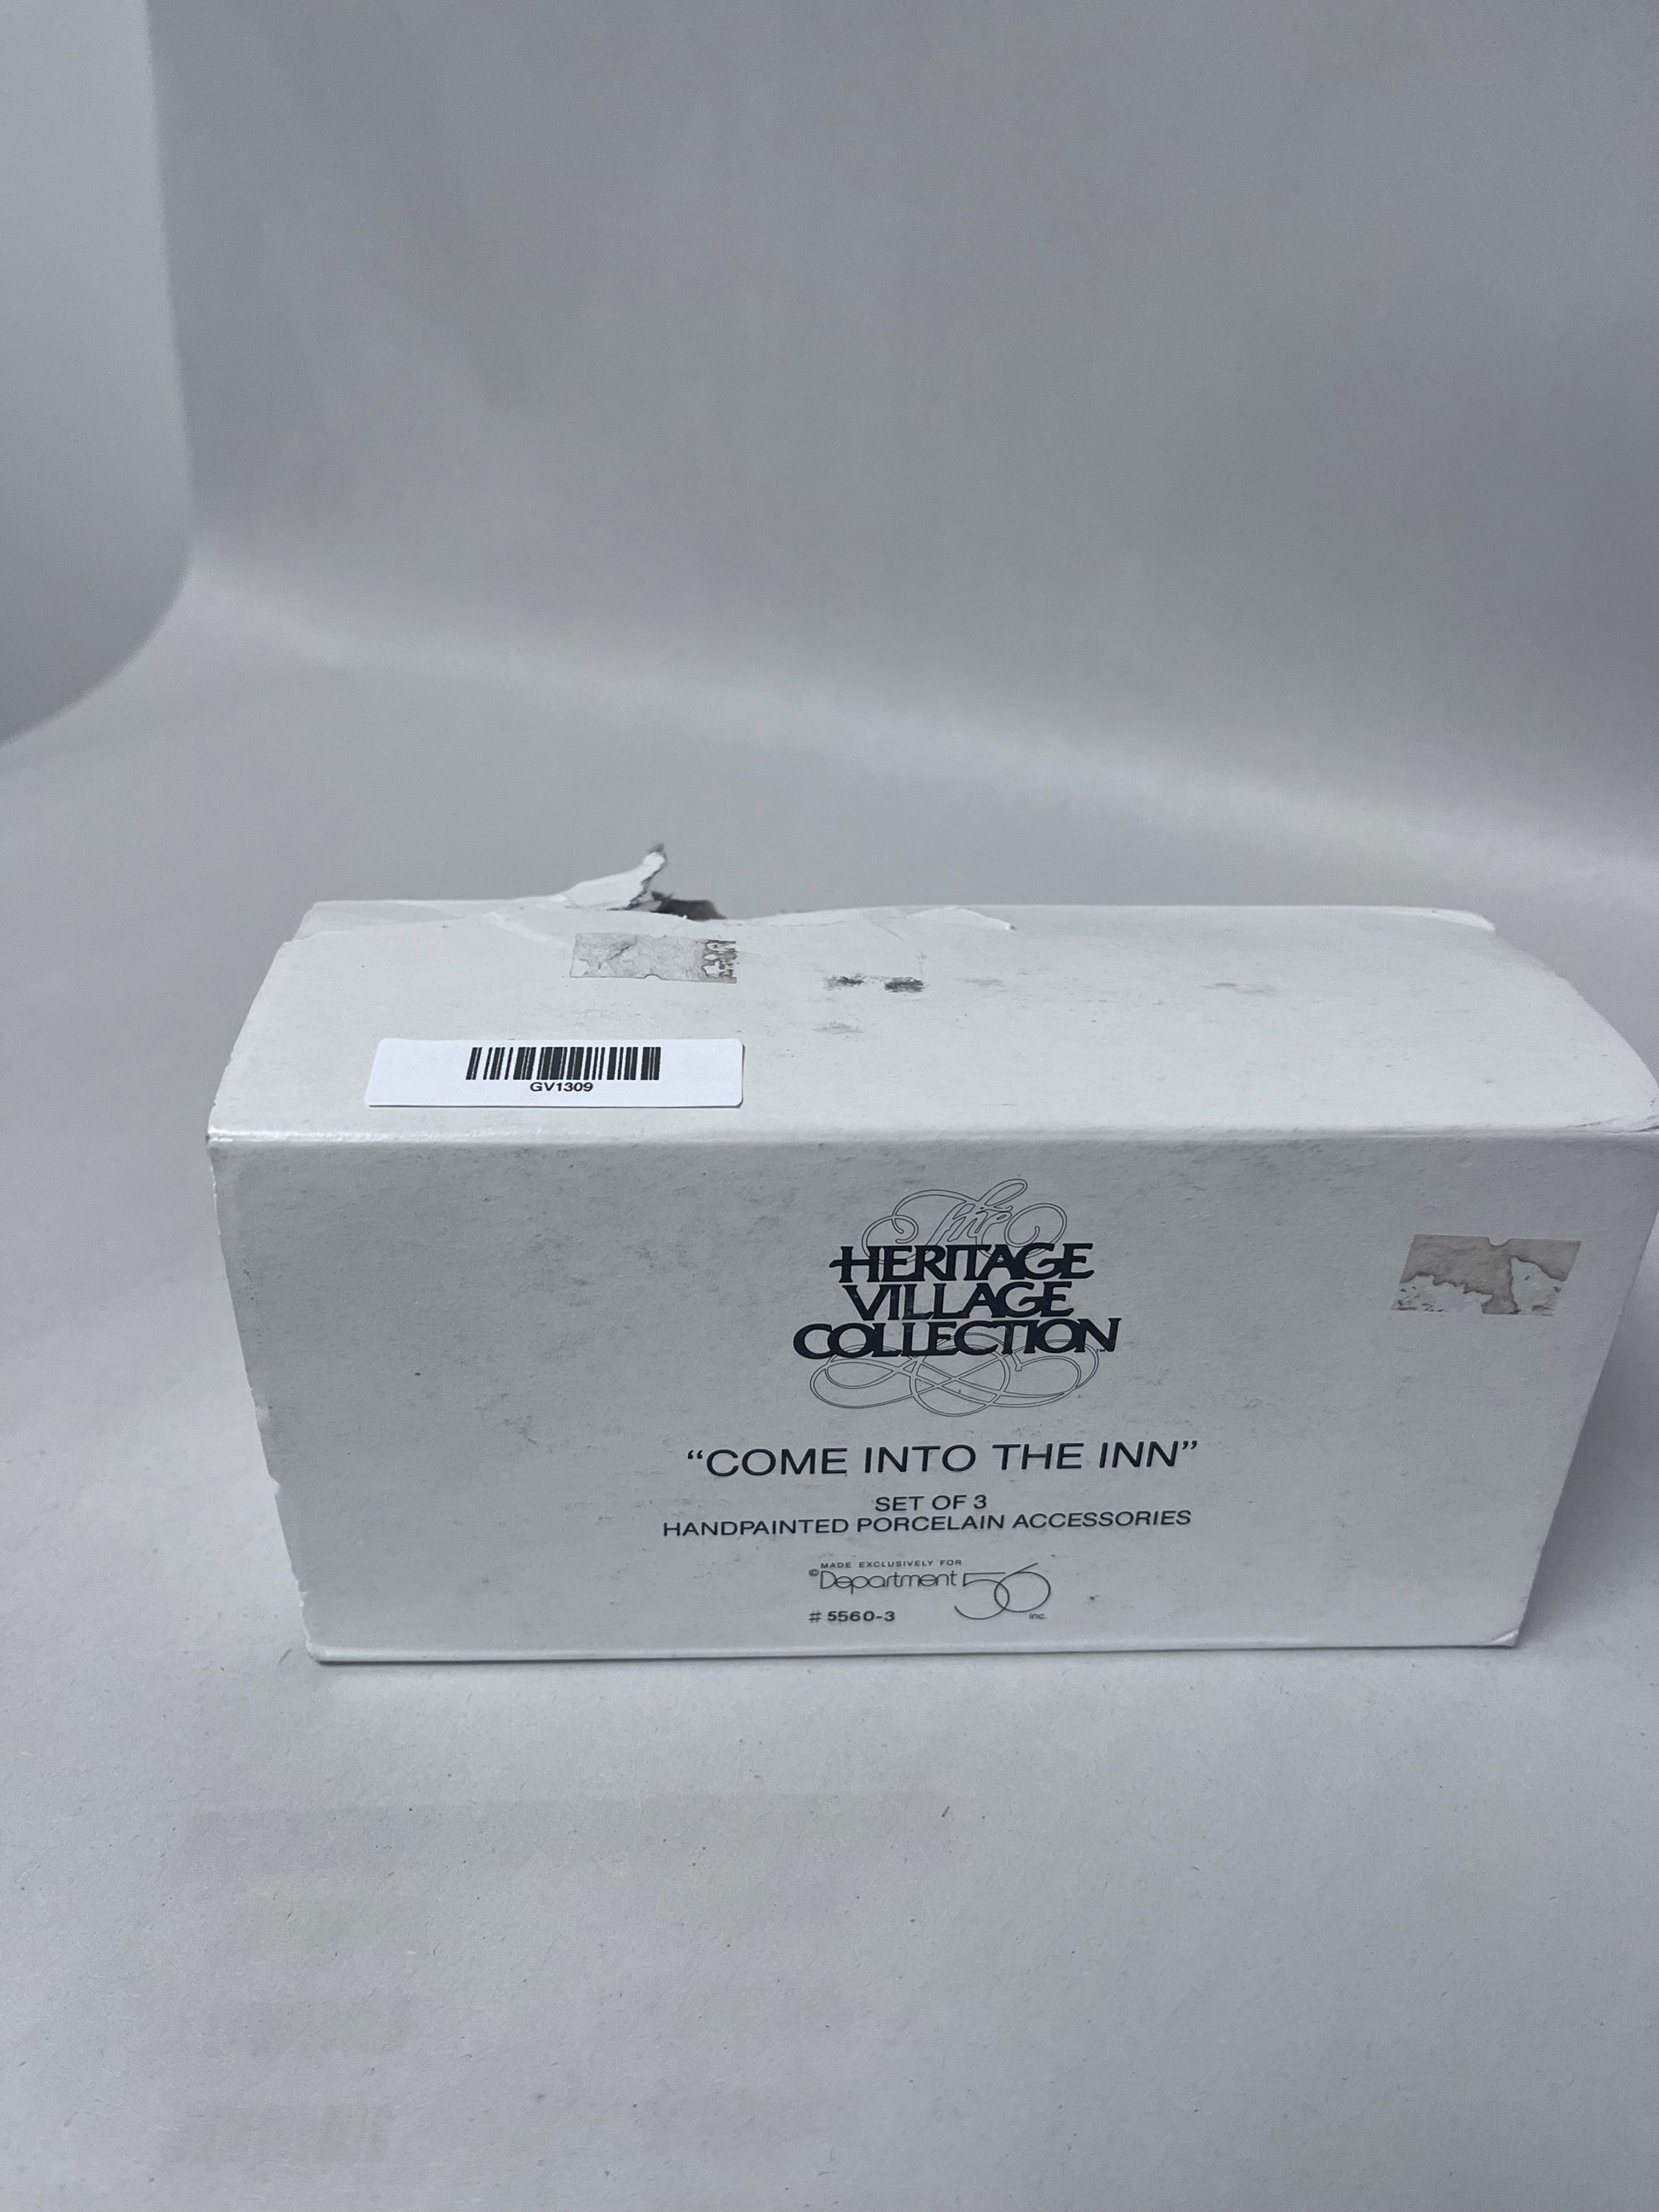 GV1309
The
HERITAGE
VILLAGE
COLLECTION™
“COME INTO THE INN”
SET OF 3
HANDPAINTED PORCELAIN ACCESSORIES
MADE EXCLUSIVELY FOR
©Department 56 inc.
# 5560-3